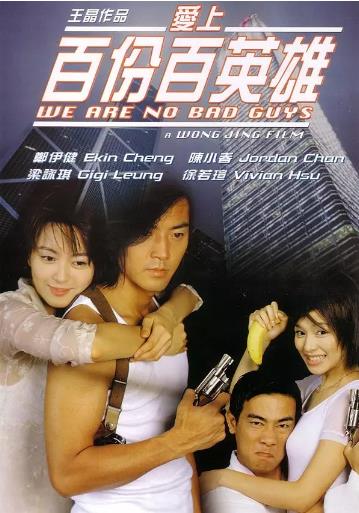 王晶作品
愛上
百份百英雄
WE ARE NO BAD GUYS
A WONG JING FILM
鄭伊健 Ekin Cheng 陳小春 Jordan Chan
梁詠琪 Gigi Leung 徐若瑄 Vivian Hsu